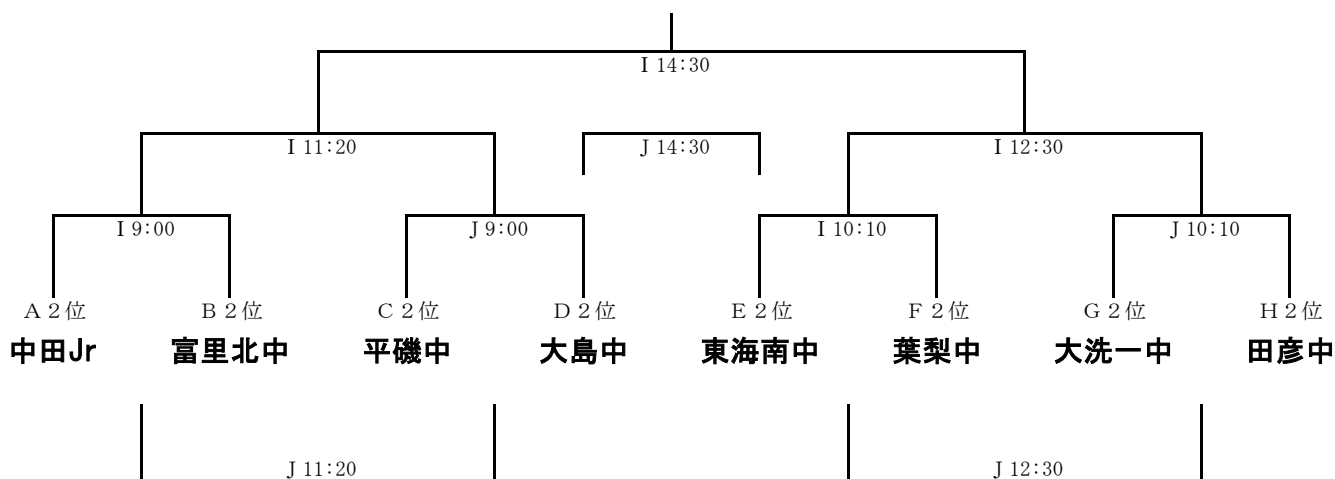 I 14:30
I 11:20 J 14:30 I 12:30
I 9:00 J 9:00 I 10:10 J 10:10
A 2位 B 2位 C 2位 D 2位 E 2位 F 2位 G 2位 H 2位
中田Jr 富里北中 平磯中 大島中 東海南中 葉梨中 大洗一中 田彦中
J 11:20 J 12:30